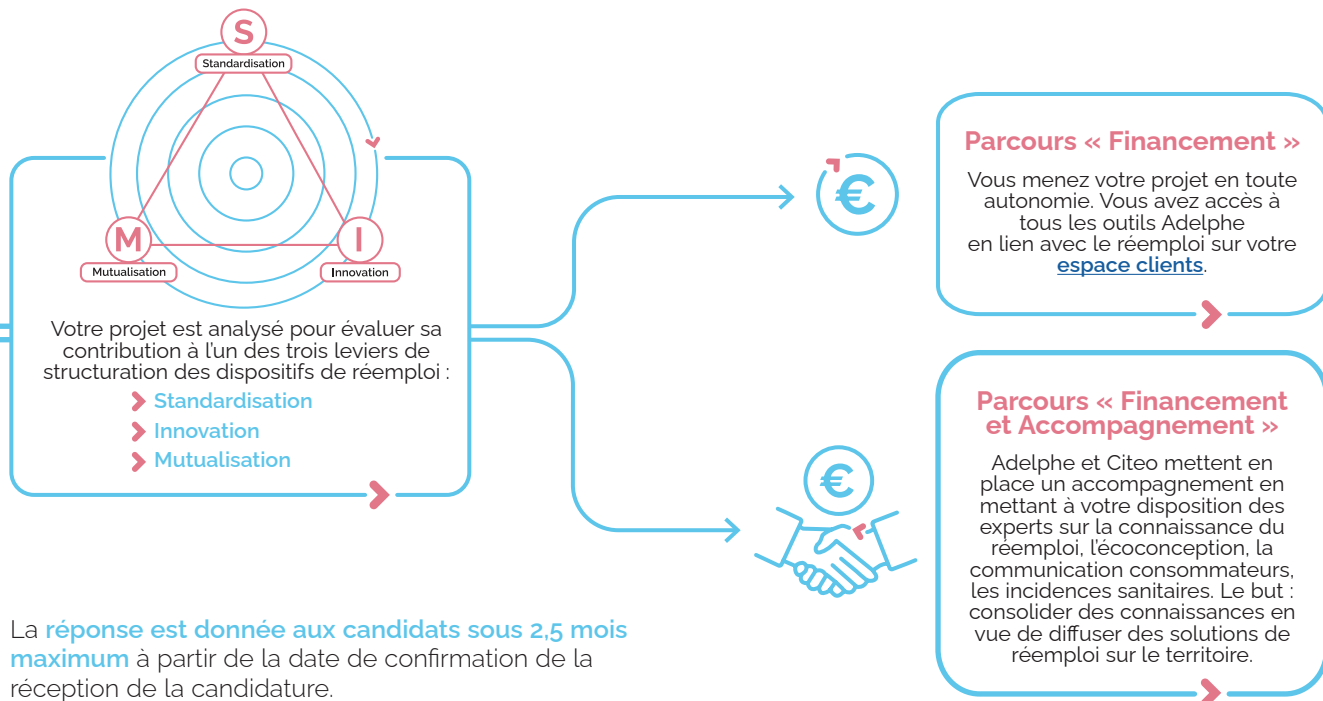 S
Standardisation
M
Mutualisation
I
Innovation
Votre projet est analysé pour évaluer sa
contribution à l'un des trois leviers de
structuration des dispositifs de réemploi :
Standardisation
Innovation
Mutualisation
€
Parcours « Financement »
Vous menez votre projet en toute
autonomie. Vous avez accès à
tous les outils Adelphe
en lien avec le réemploi sur votre
espace clients.
€
Parcours « Financement
et Accompagnement »
Adelphe et Citeo mettent en
place un accompagnement en
mettant à votre disposition des
experts sur la connaissance du
réemploi, l'écoconception, la
communication consommateurs,
les incidences sanitaires. Le but :
consolider des connaissances en
vue de diffuser des solutions de
réemploi sur le territoire.
La réponse est donnée aux candidats sous 2,5 mois
maximum à partir de la date de confirmation de la
réception de la candidature.